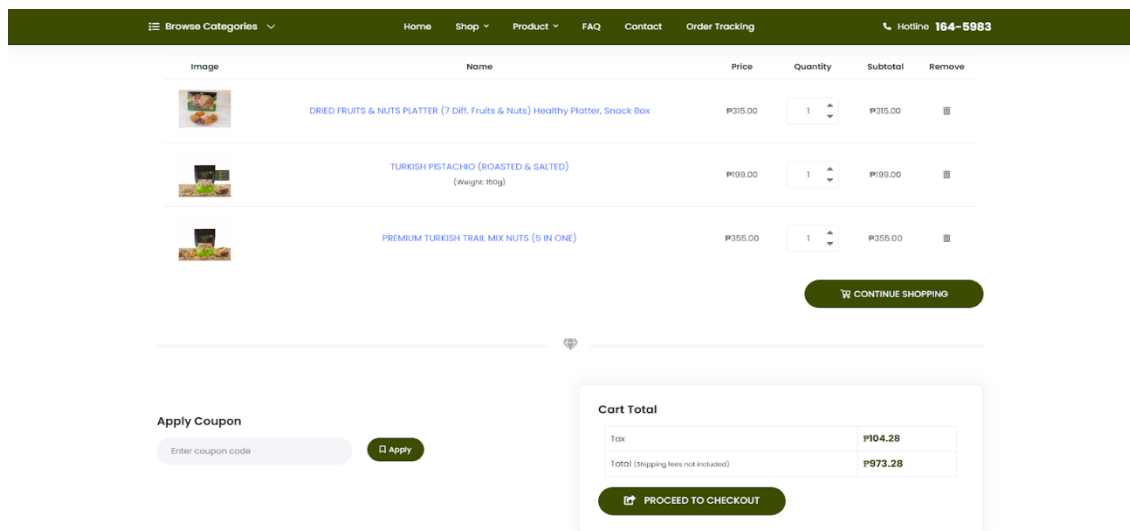 Browse Categories Home Shop Product FAQ Contact Order Tracking Hotline 164-5983
Image Name Price Quantity Subtotal Remove
DRIED FRUITS & NUTS PLATTER (7 Diff. Fruits & Nuts) Healthy Platter, Snack Box ₱315.00 1 ₱315.00
TURKISH PISTACHIO (ROASTED & SALTED) ₱199.00 1 ₱199.00
(Weight: 150g)
PREMIUM TURKISH TRAIL MIX NUTS (5 IN ONE) ₱355.00 1 ₱355.00
CONTINUE SHOPPING
Cart Total
Apply Coupon
Tax ₱104.28
Enter coupon code Apply
Total (Shipping fees not included) ₱973.28
PROCEED TO CHECKOUT